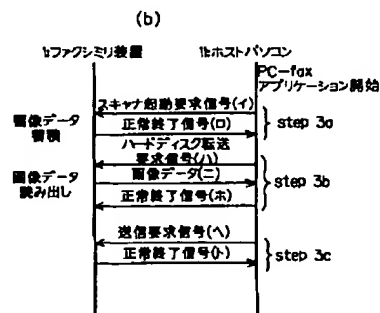 (b)
1aファクシミリ装置
1bホストパソコン
PC-fax
アプリケーション開始
スキャナ起動要求信号(イ)
画像データ
蓄積
正常終了信号(ロ)
step 3a
ハードディスク転送
要求信号(ハ)
画像データ
読み出し
画像データ(ニ)
step 3b
正常終了信号(ホ)
送信要求信号(ヘ)
正常終了信号(ト)
step 3c